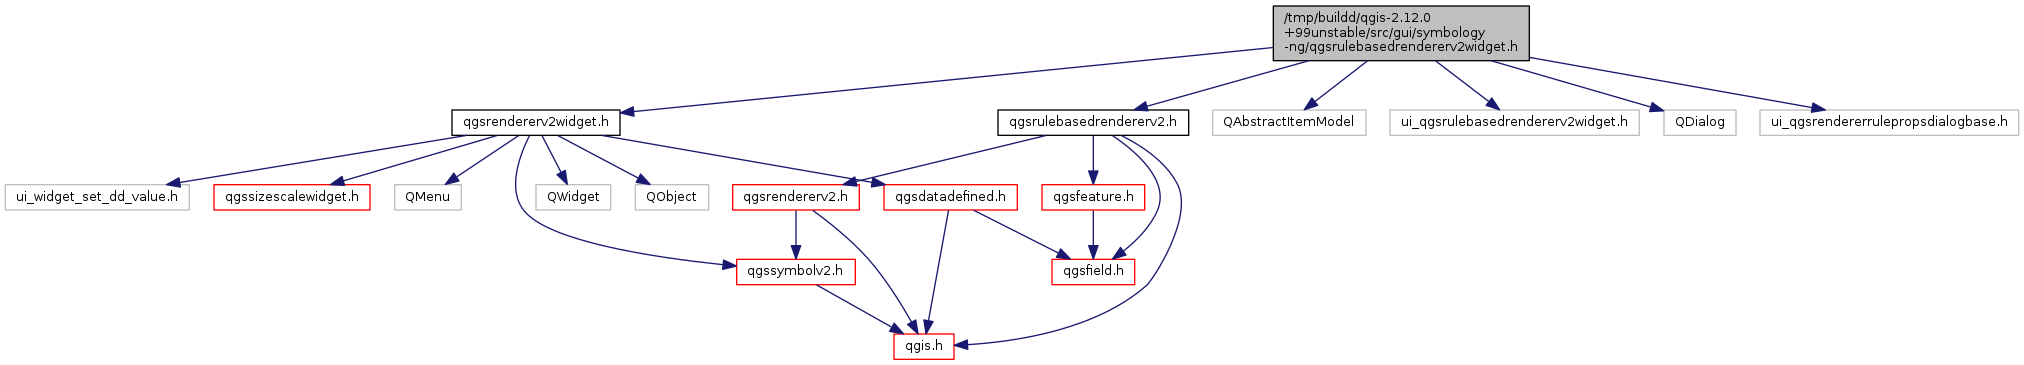 /tmp/buildd/qgis-2.12.0
+99unstable/src/gui/symbology
-ng/qgsrulebasedrendererv2widget.h
qgsrendererv2widget.h
qgsrulebasedrendererv2.h
QAbstractItemModel
ui_qgsrulebasedrendererv2widget.h
QDialog
ui_qgsrendererrulepropsdialogbase.h
ui_widget_set_dd_value.h
qgssizescalewidget.h
QMenu
QWidget
QObject
qgsrendererv2.h
qgsdatadefined.h
qgsfeature.h
qgssymbolv2.h
qgsfield.h
qgis.h